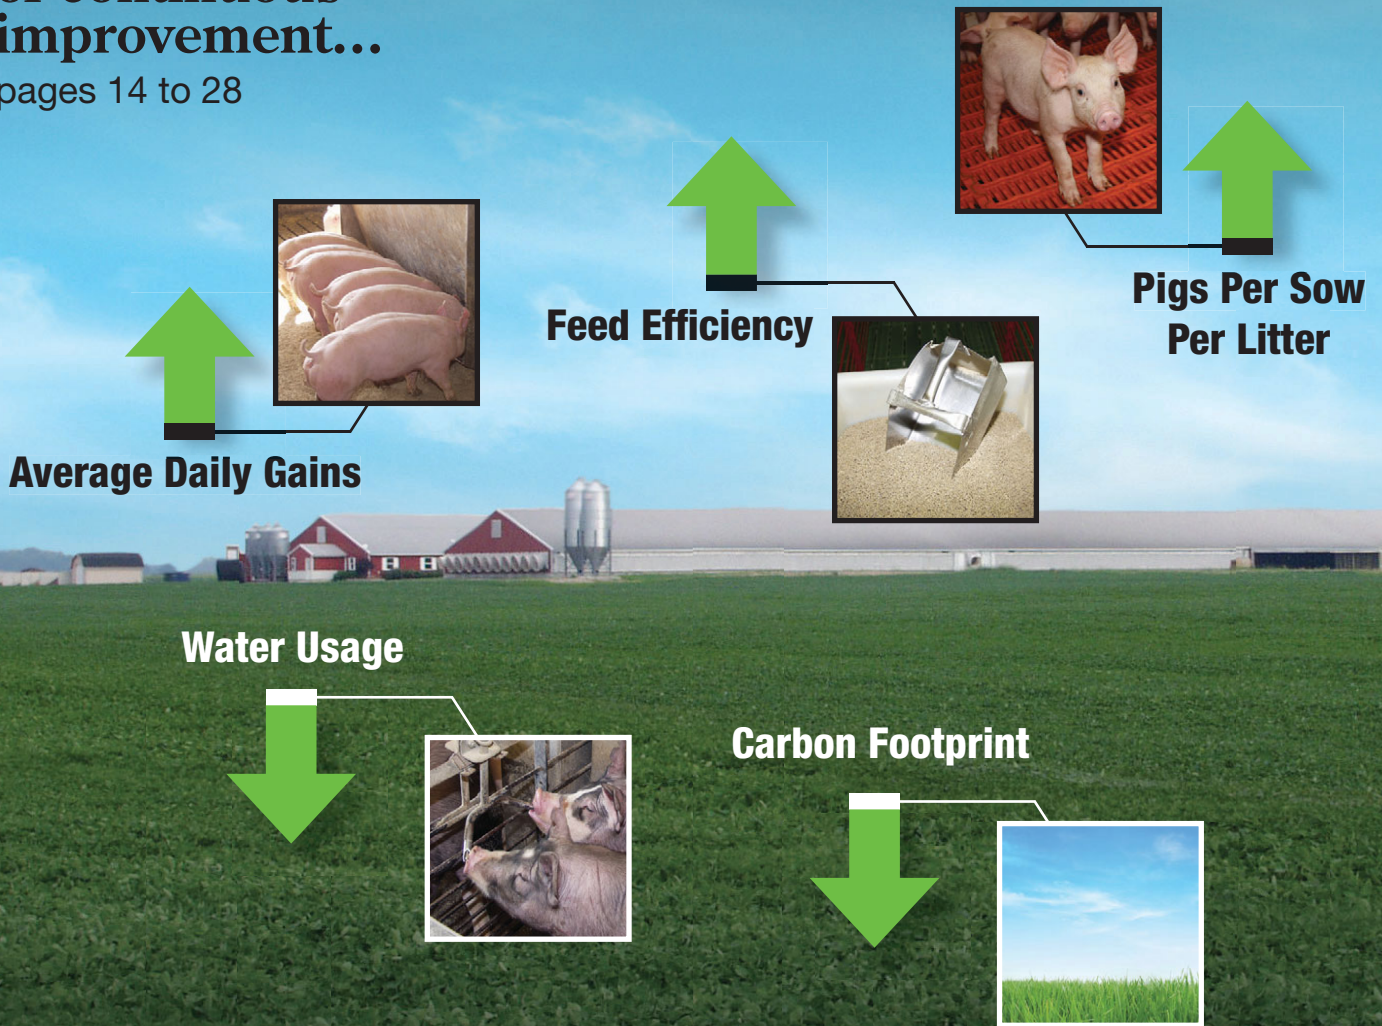 improvement...
pages 14 to 28
Pigs Per Sow
Per Litter
Feed Efficiency
Average Daily Gains
Water Usage
Carbon Footprint